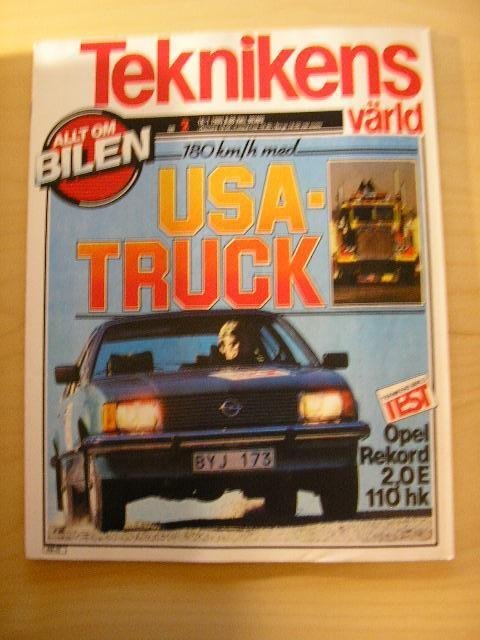 Teknikens
värld
ALLT OM
BILEN
180 km/h med
USA-
TRUCK
TEST
Opel
Rekord
2,0 E
110 hk
BYJ 173